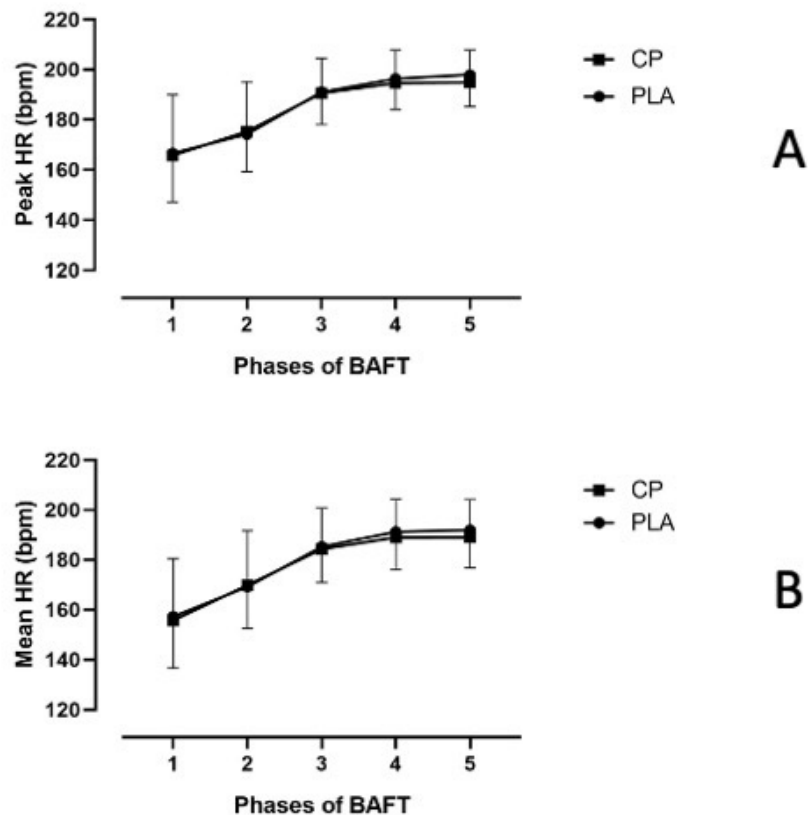 220
200
180
160
140
120
Peak HR (bpm)
CP
PLA
A
1 2 3 4 5
Phases of BAFT
220
200
180
160
140
120
Mean HR (bpm)
CP
PLA
B
1 2 3 4 5
Phases of BAFT